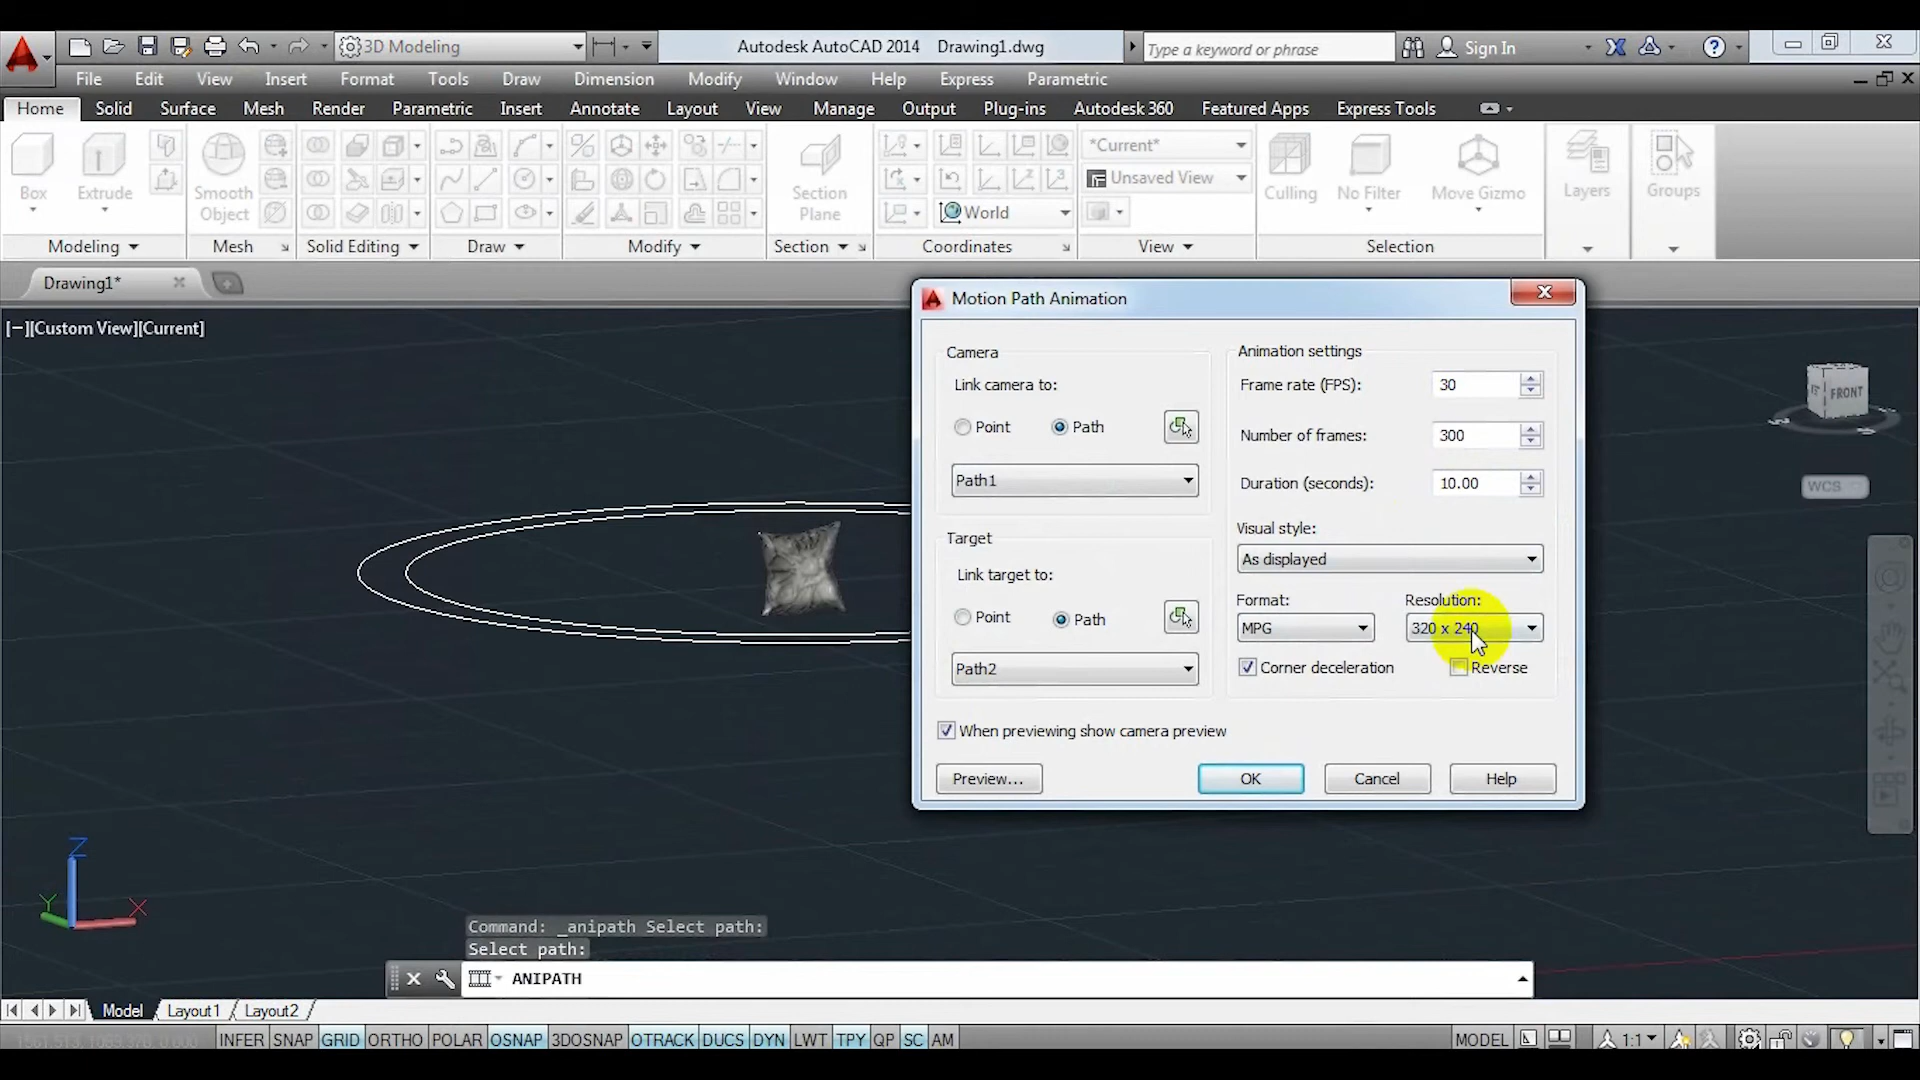 3D Modeling
Autodesk AutoCAD 2014 Drawing1.dwg
Type a keyword or phrase
Sign In
File Edit View Insert Format Tools Draw Dimension Modify Window Help Express Parametric
Home Solid Surface Mesh Render Parametric Insert Annotate Layout View Manage Output Plug-ins Autodesk 360 Featured Apps Express Tools
*Current*
Unsaved View
Box Extrude Smooth Object Section Plane World Culling No Filter Move Gizmo Layers Groups
Modeling Mesh Solid Editing Draw Modify Section Coordinates View Selection
Drawing1*
[−][Custom View][Current]
Motion Path Animation
Camera
Link camera to:
Point Path
Path1
Target
Link target to:
Point Path
Path2
When previewing show camera preview
Animation settings
Frame rate (FPS): 30
Number of frames: 300
Duration (seconds): 10.00
Visual style:
As displayed
Format: Resolution:
MPG 320 x 240
Corner deceleration Reverse
Preview... OK Cancel Help
FRONT
WCS
Z
Y X
Command: _anipath Select path:
Select path:
ANIPATH
Model Layout1 Layout2
INFER SNAP GRID ORTHO POLAR OSNAP 3DOSNAP OTRACK DUCS DYN LWT TPY QP SC AM
MODEL 1:1